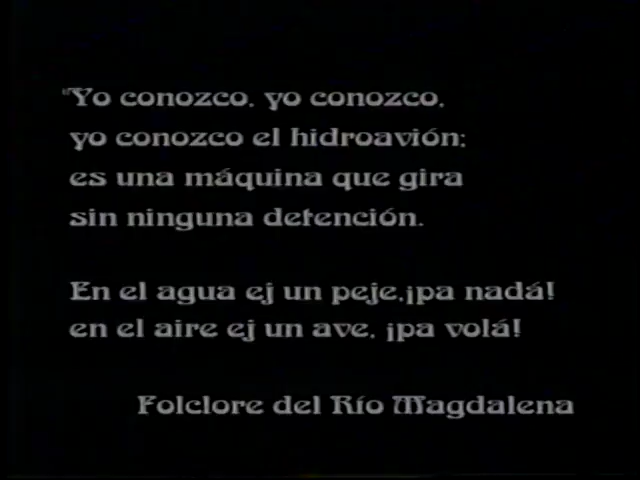 "Yo conozco, yo conozco,
yo conozco el hidroavión;
es una máquina que gira
sin ninguna detención.
En el agua ej un peje,¡pa nadá!
en el aire ej un ave, ¡pa volá!
Folclore del Río Magdalena